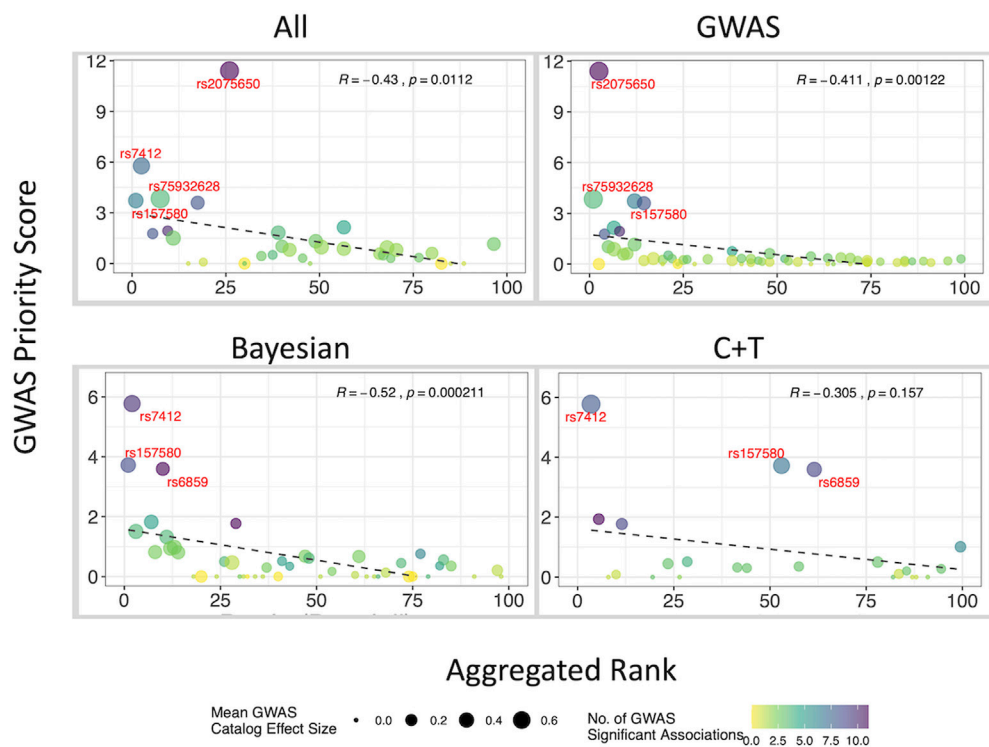 All
GWAS
GWAS Priority Score
12
9
6
3
0
rs2075650
R = −0.43 , p = 0.0112
rs7412
rs75932628
rs157580
0 25 50 75 100
12
9
6
3
0
rs2075650
R = −0.411 , p = 0.00122
rs75932628
rs157580
0 25 50 75 100
Bayesian
C+T
6
4
2
0
R = −0.52 , p = 0.000211
rs7412
rs157580
rs6859
0 25 50 75 100
6
4
2
0
R = −0.305 , p = 0.157
rs7412
rs157580
rs6859
0 25 50 75 100
Aggregated Rank
Mean GWAS
Catalog Effect Size
0.0 0.2 0.4 0.6
No. of GWAS
Significant Associations
0.0 2.5 5.0 7.5 10.0